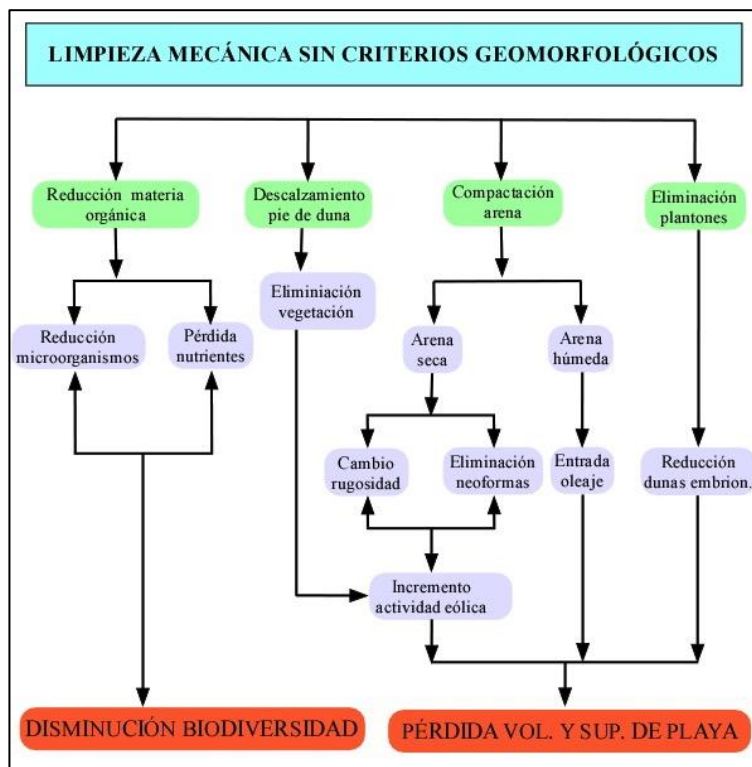 LIMPIEZA MECÁNICA SIN CRITERIOS GEOMORFOLÓGICOS
Reducción materia
orgánica
Descalzamiento
pie de duna
Compactación
arena
Eliminación
plantones
Eliminiación
vegetación
Reducción
microorganismos
Pérdida
nutrientes
Arena
seca
Arena
húmeda
Cambio
rugosidad
Eliminación
neoformas
Entrada
oleaje
Reducción
dunas embrion.
Incremento
actividad eólica
DISMINUCIÓN BIODIVERSIDAD
PÉRDIDA VOL. Y SUP. DE PLAYA